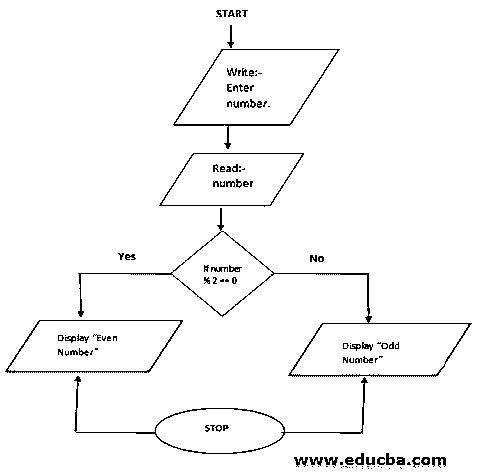 START
Write:-
Enter
number.
Read:-
number
Yes
If number
% 2 == 0
No
Display "Even
Number"
Display "Odd
Number"
STOP
www.educba.com